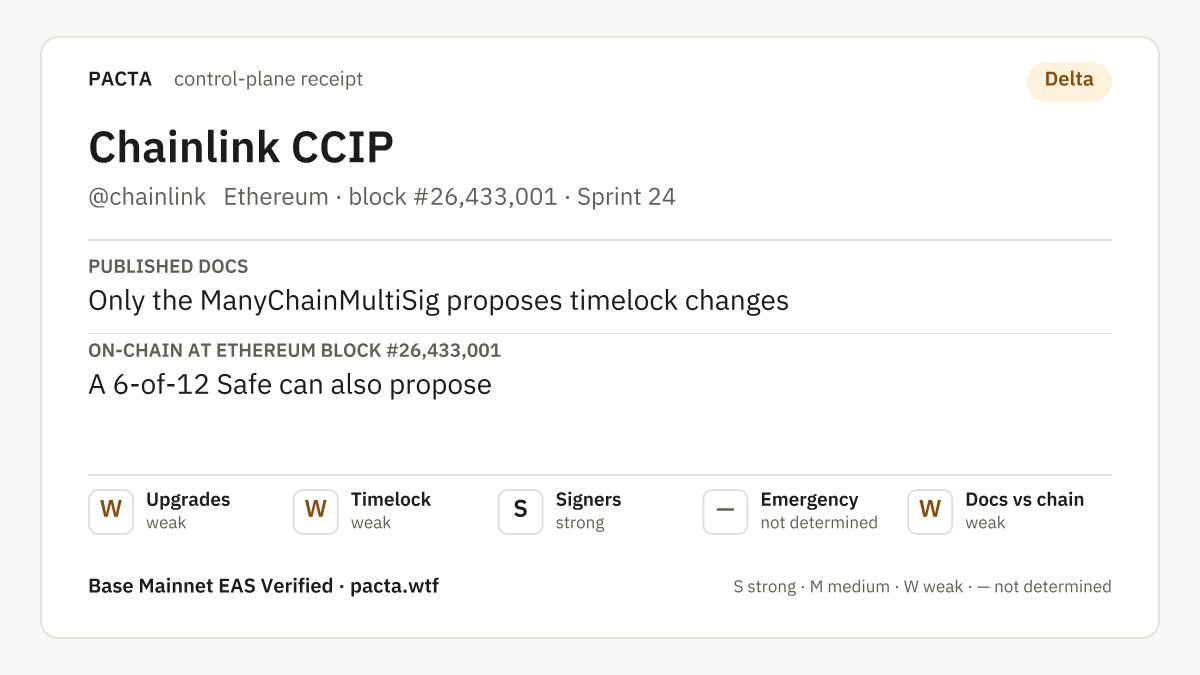 PACTA control-plane receipt
Delta
Chainlink CCIP
@chainlink Ethereum · block #26,433,001 · Sprint 24
PUBLISHED DOCS
Only the ManyChainMultiSig proposes timelock changes
ON-CHAIN AT ETHEREUM BLOCK #26,433,001
A 6-of-12 Safe can also propose
W Upgrades
weak
W Timelock
weak
S Signers
strong
— Emergency
not determined
W Docs vs chain
weak
Base Mainnet EAS Verified · pacta.wtf
S strong · M medium · W weak · — not determined